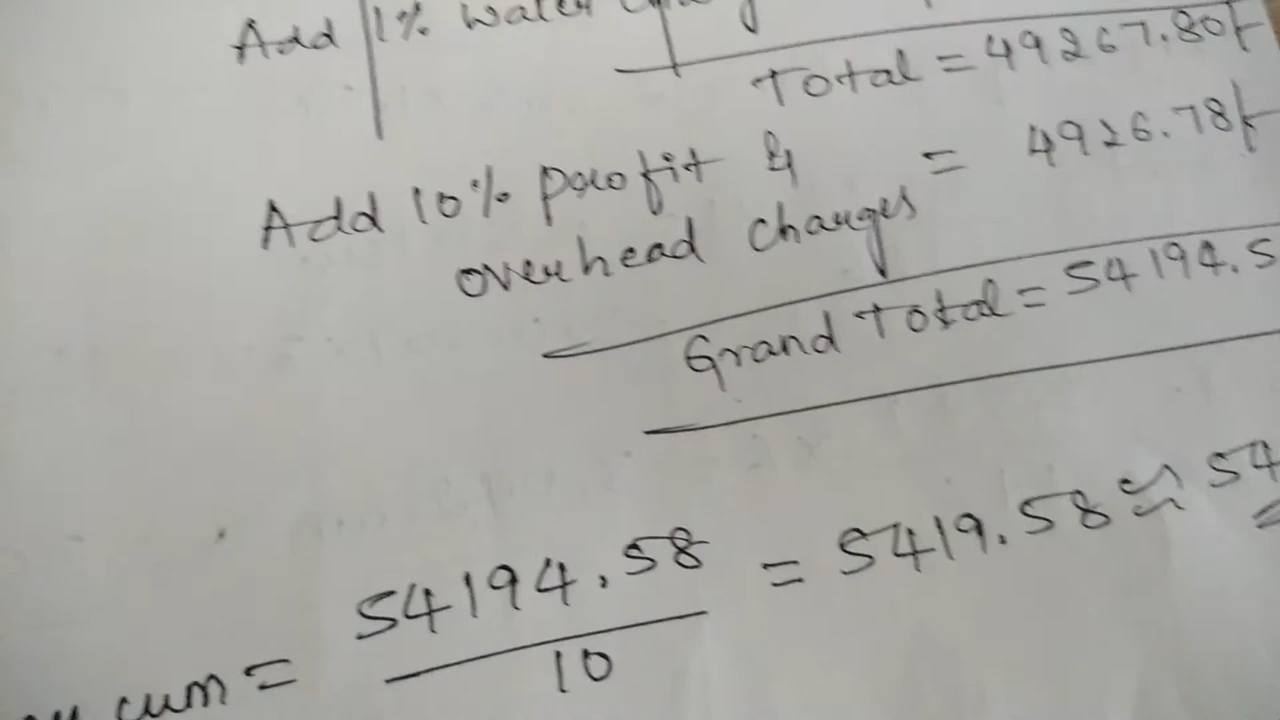 Add 1% Water
Total = 49267.80/-
Add 10% profit & = 4926.78/-
overhead charges
Grand Total = 54194.5
cum = 54194.58 / 10 = 5419.58 ≈ 54